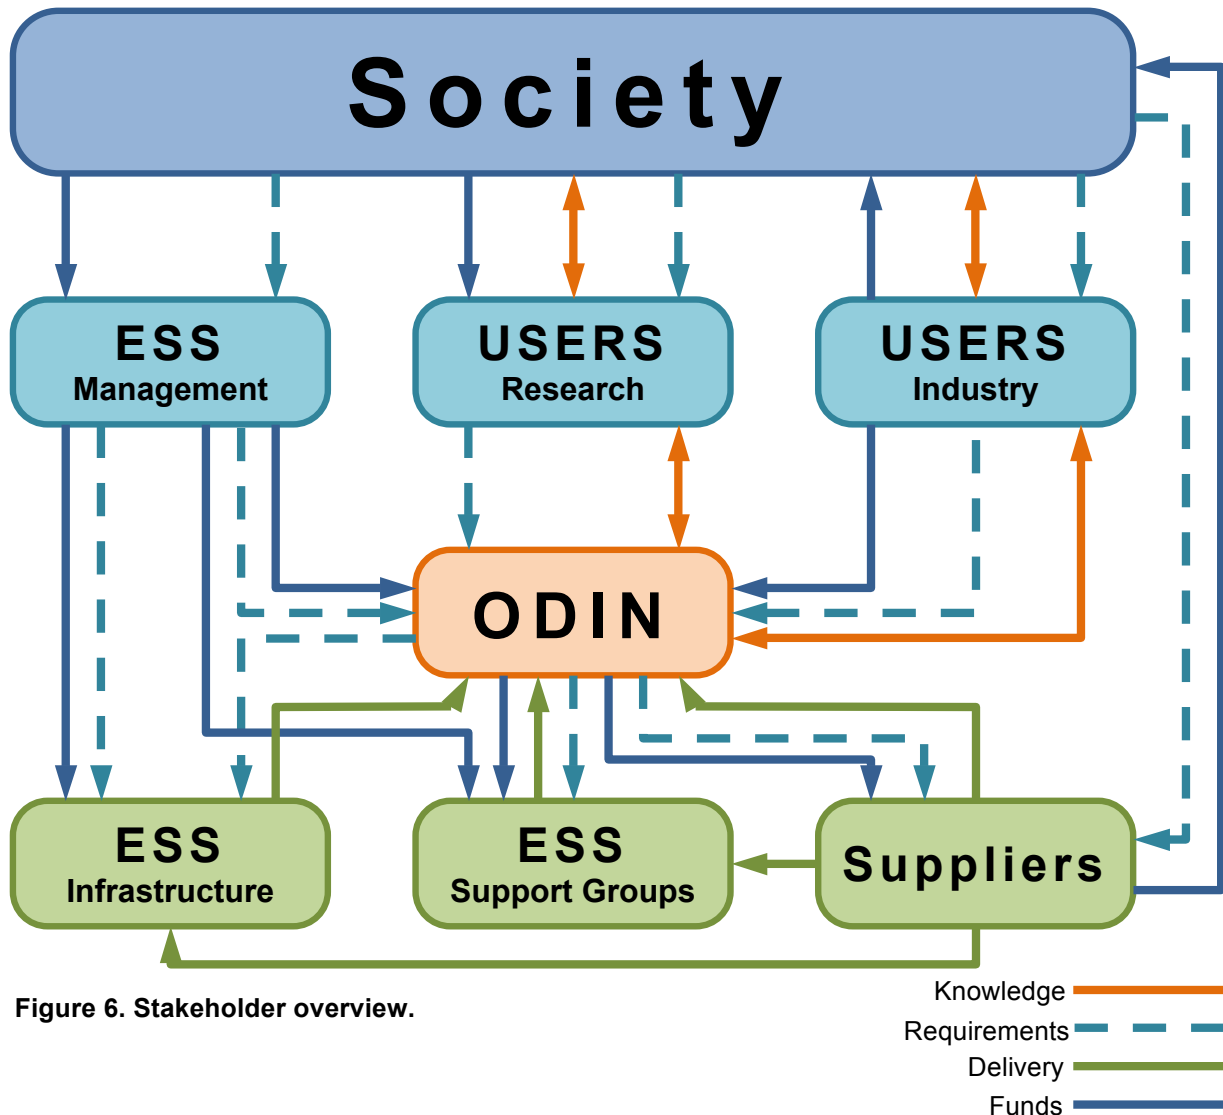 Society
ESS
Management
USERS
Research
USERS
Industry
ODIN
ESS
Infrastructure
ESS
Support Groups
Suppliers
Figure 6. Stakeholder overview.
Knowledge
Requirements
Delivery
Funds